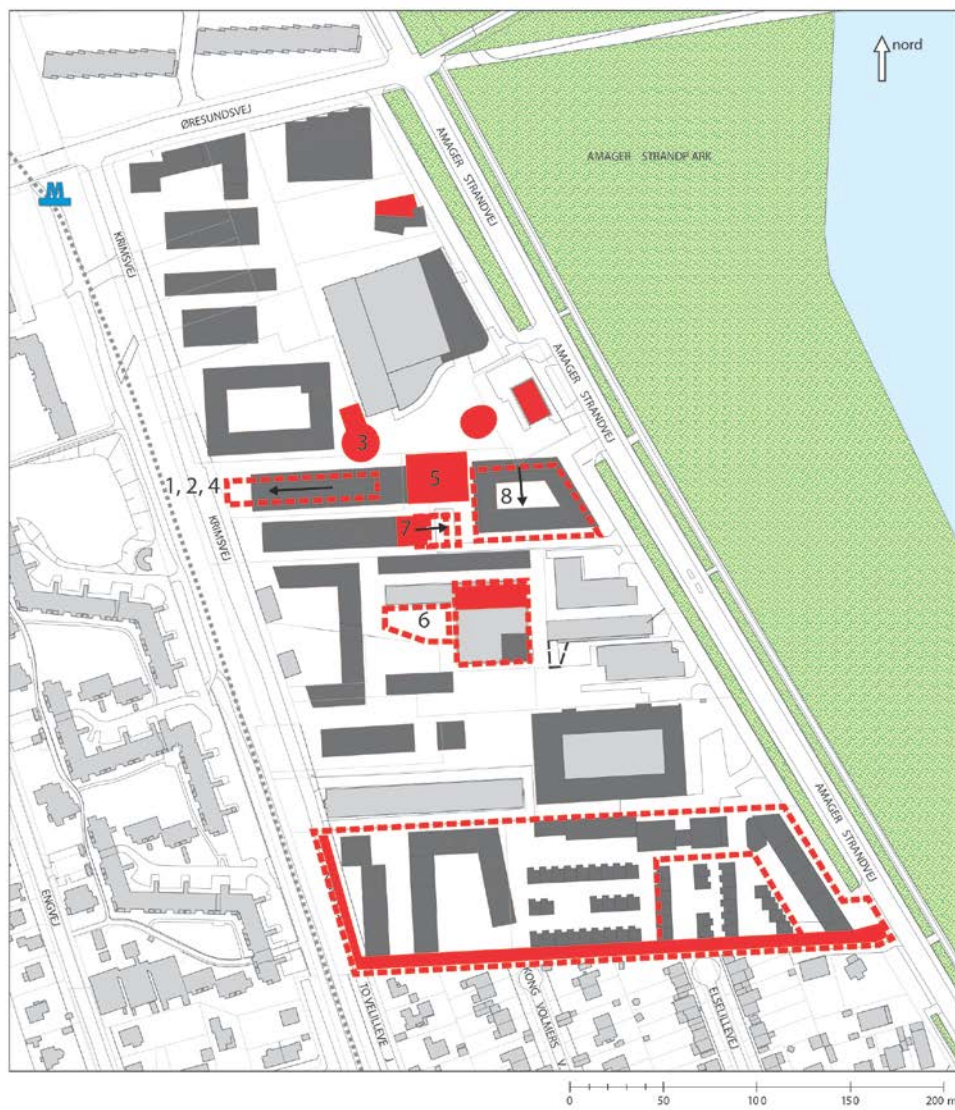 nord
ØRESUNDSVEJ
AMAGER STRANDVEJ
AMAGER STRANDPARK
M
KRIMSVEJ
AMAGER STRANDVEJ
3
5
1, 2, 4
8
7
KRIMSVEJ
6
AMAGER STRANDVEJ
ENGVEJ
TOVELILLEVEJ
KONG VOLMERS V.
ELSELILLEVEJ
0 50 100 150 200 m